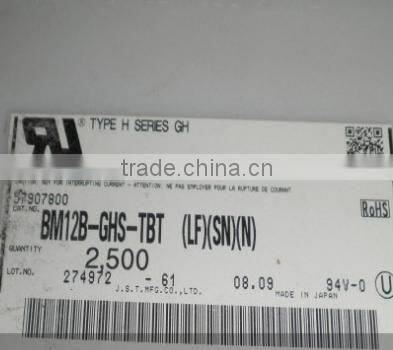 ® TYPE H SERIES GH
trade.china.cn
CAUTION: NOT FOR INTERRUPTING CURRENT - ATTENTION: NE PAS EMPLOYER POUR LA RUPTURE DE COURANT
57907800
CAT.NO.
RoHS
BM12B-GHS-TBT (LF)(SN)(N)
QUANTITY
2,500
LOT.NO. 274972 - 61 08.09 94V-0 U
J.S.T.MFG.CO.,LTD. MADE IN JAPAN